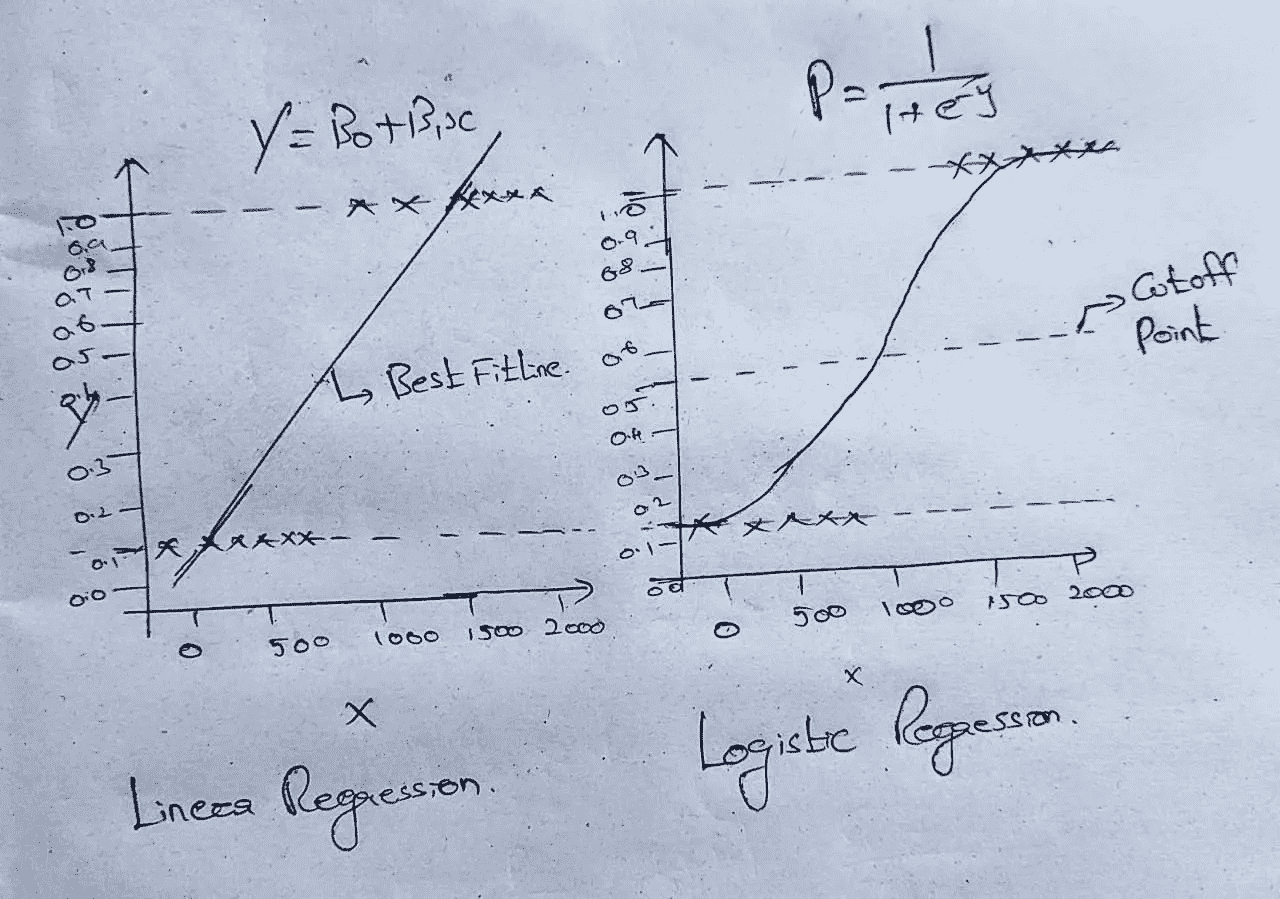 Y = B0 + B1x
1.0
0.9
0.8
0.7
0.6
0.5
0.4
Y
0.3
0.2
0.1
0.0
Best Fit Line.
0 500 1000 1500 2000
x
Linear Regression.
P = 1 / 1 + e^-y
1.0
0.9
0.8
0.7
0.6
0.5
0.4
0.3
0.2
0.1
0.0
Cutoff
Point
0 500 1000 1500 2000
x
Logistic Regression.